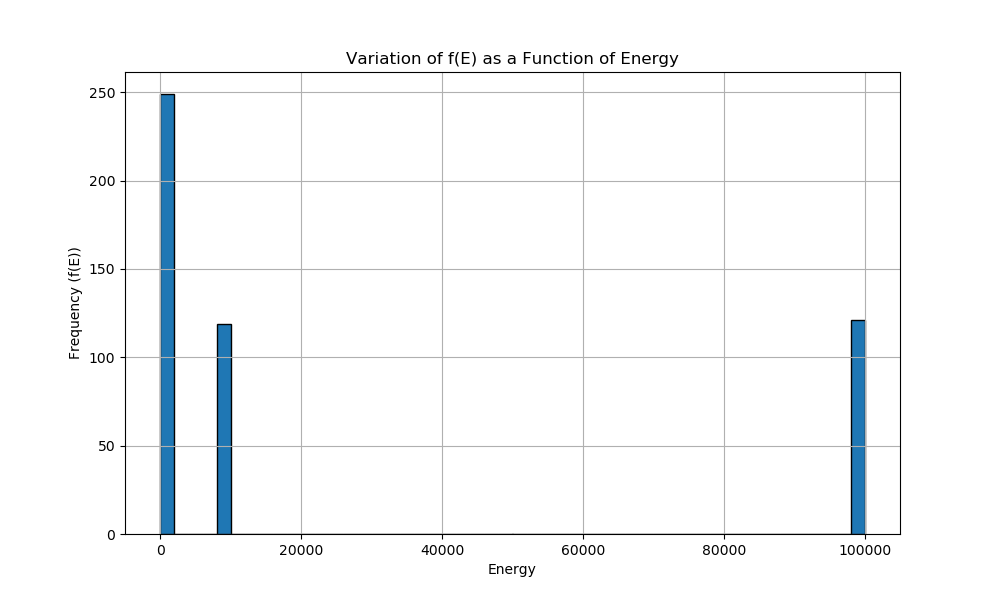 Variation of f(E) as a Function of Energy
250
200
150
100
50
0
Frequency (f(E))
0 20000 40000 60000 80000 100000
Energy